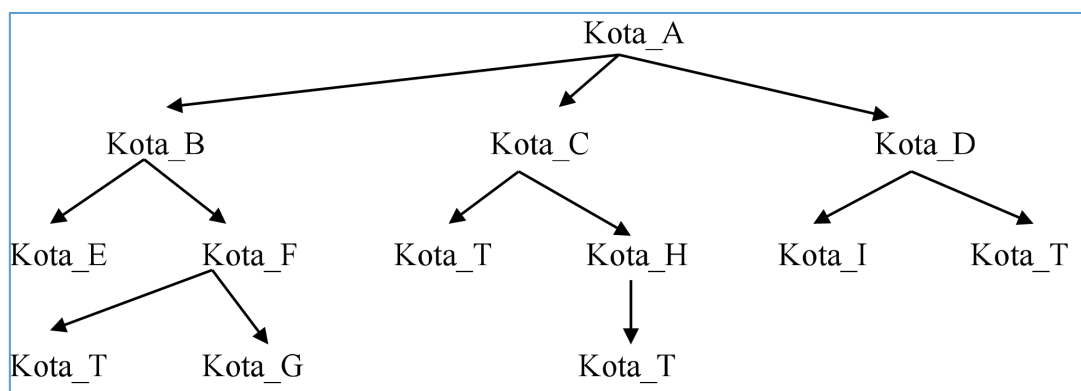 Kota_A
Kota_B Kota_C Kota_D
Kota_E Kota_F Kota_T Kota_H Kota_I Kota_T
Kota_T Kota_G Kota_T